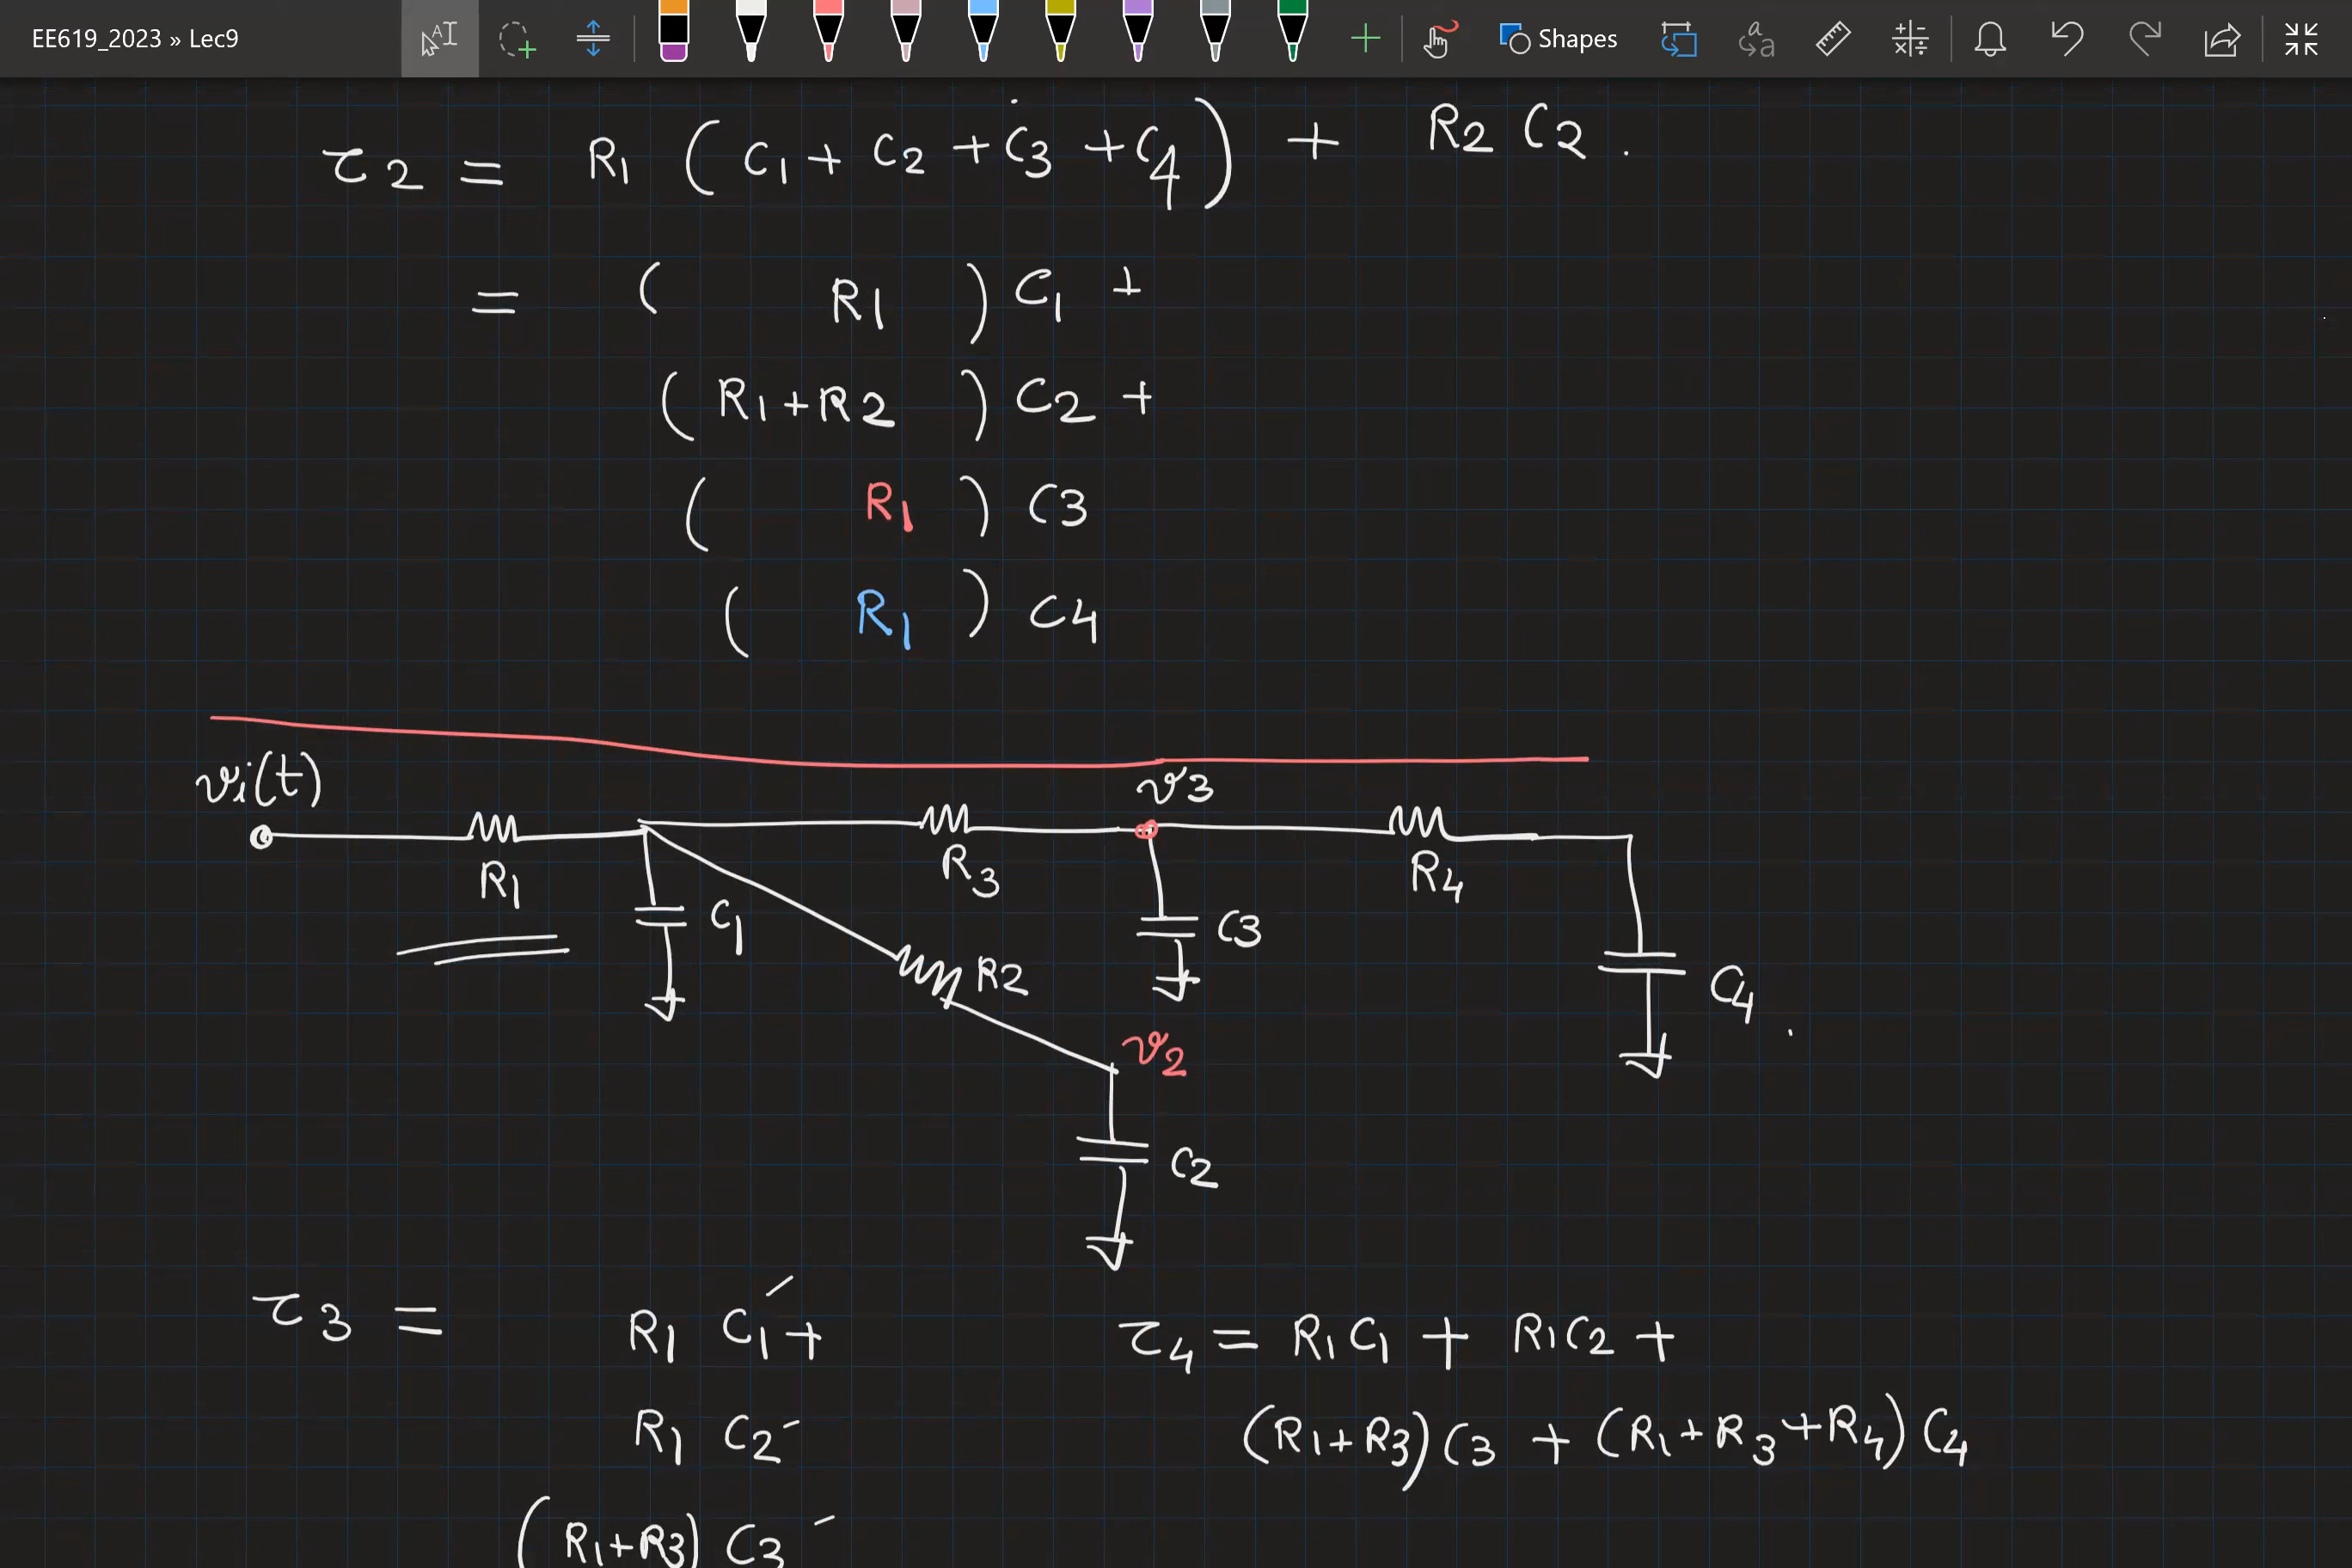 EE619_2023 » Lec9
Shapes
τ2 = R1 (C1 + C2 + C3 + C4) + R2 C2 .
= ( R1 ) C1 +
( R1 + R2 ) C2 +
( R1 ) C3
( R1 ) C4
vi(t)
v3
R1
R3
R4
C1
C3
R2
C4 .
v2
C2
τ3 = R1 C1 +
R1 C2
(R1+R3) C3
τ4 = R1 C1 + R1 C2 +
(R1+R3) C3 + (R1+R3+R4) C4